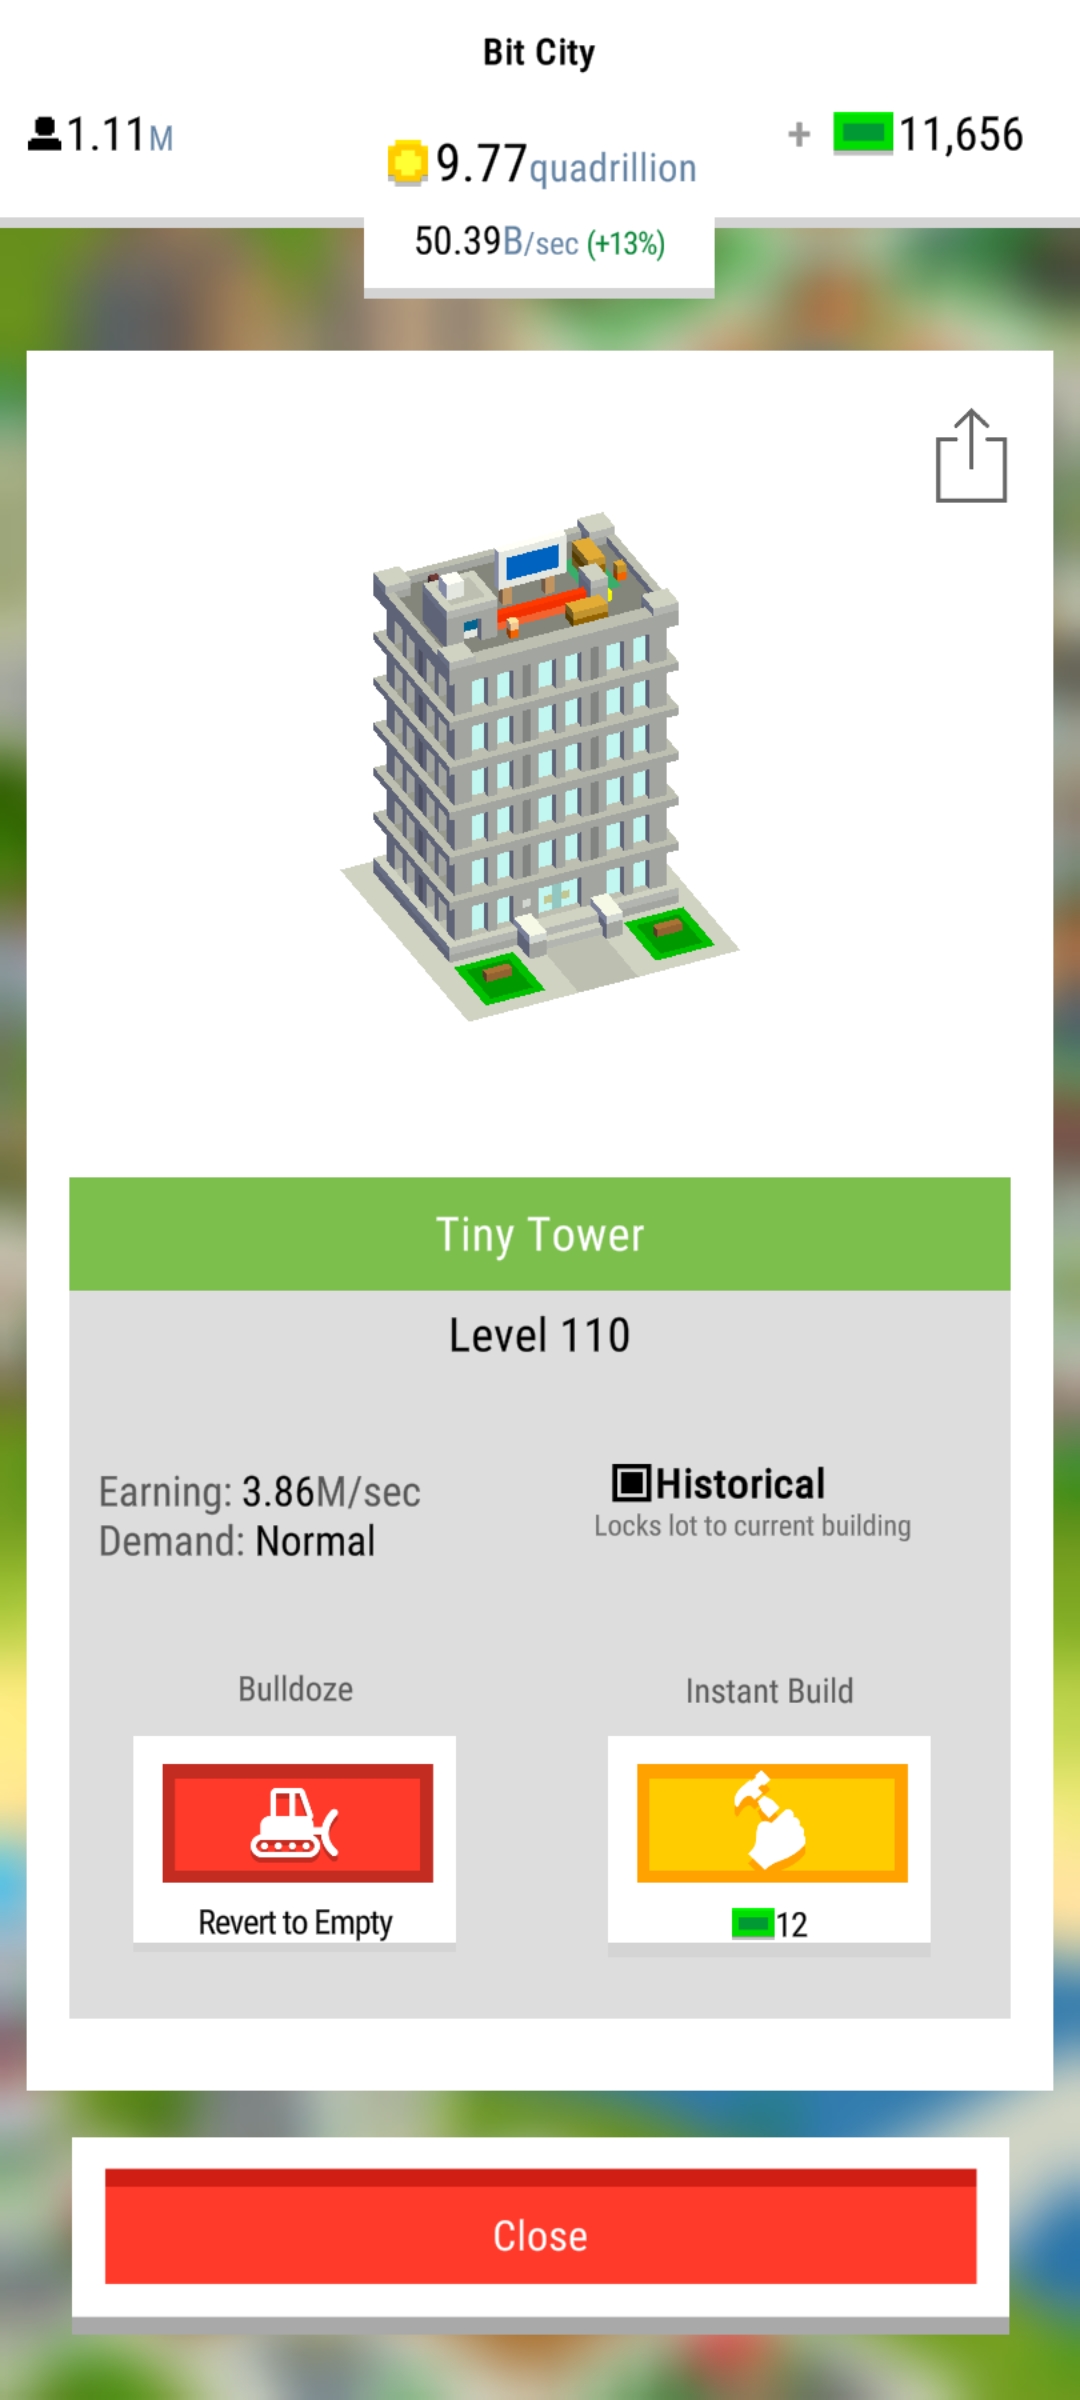 Bit City
1.11M
9.77quadrillion
+ 11,656
50.39B/sec (+13%)
Tiny Tower
Level 110
Earning: 3.86M/sec
Demand: Normal
Historical
Locks lot to current building
Bulldoze
Revert to Empty
Instant Build
12
Close